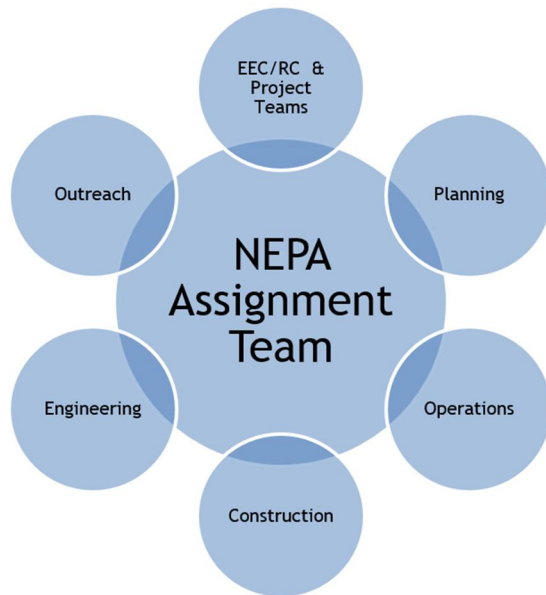 EEC/RC &
Project
Teams
Outreach
Planning
NEPA
Assignment
Team
Engineering
Operations
Construction